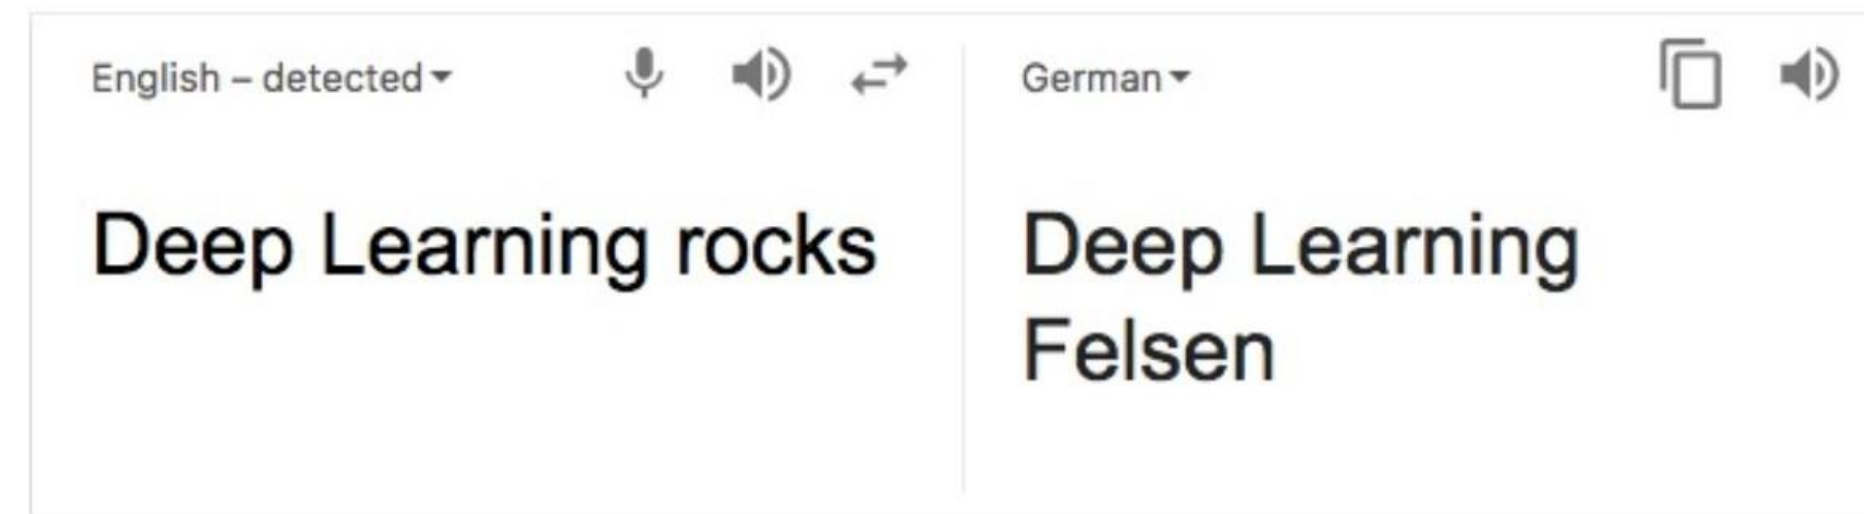 English – detected
German
Deep Learning rocks
Deep Learning
Felsen